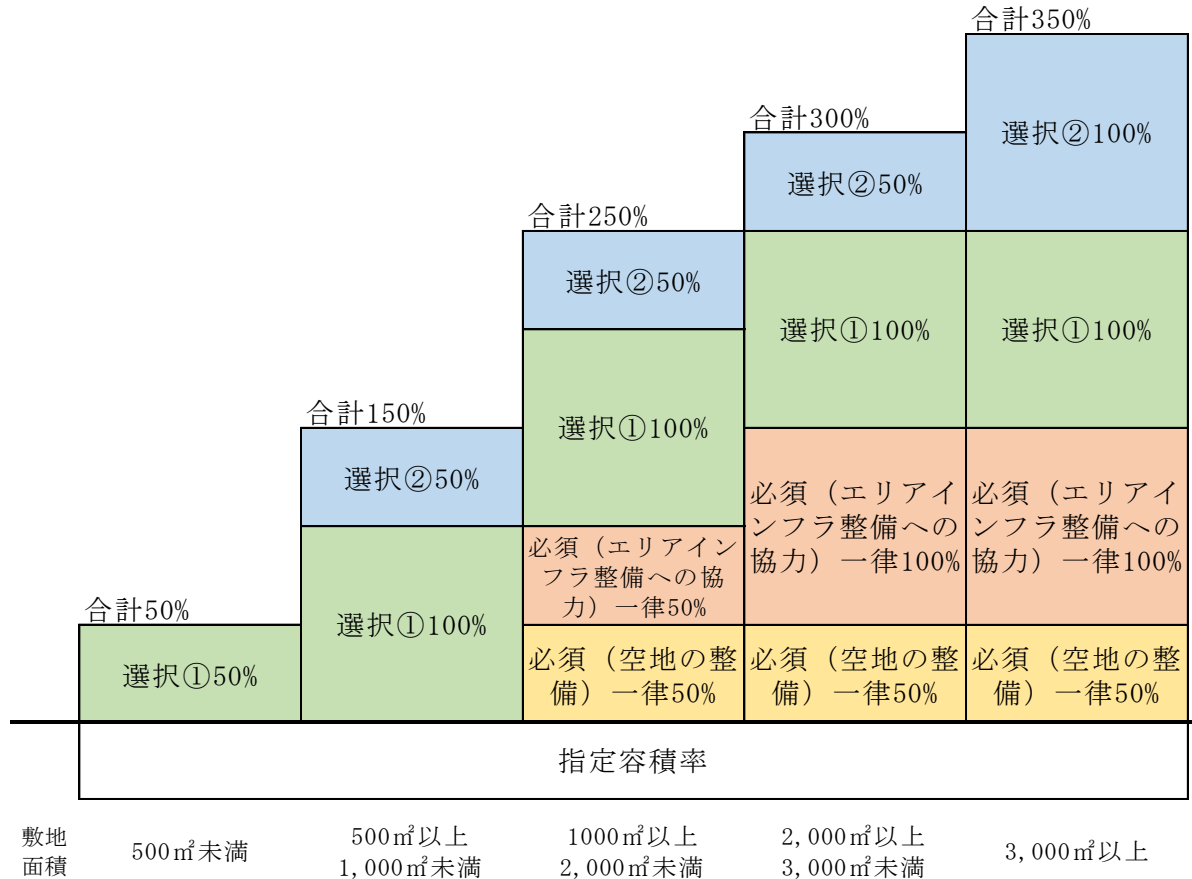 合計350%
選択②100%
合計300%
選択②50%
合計250%
選択②50%
選択①100%
選択①100%
選択①100%
合計150%
選択②50%
必須（エリアイ
ンフラ整備への
協力）一律100%
必須（エリアイ
ンフラ整備への
協力）一律100%
必須（エリアイン
フラ整備への協
力）一律50%
合計50%
選択①50%
選択①100%
必須（空地の整
備）一律50%
必須（空地の整
備）一律50%
必須（空地の整
備）一律50%
指定容積率
敷地
面積
500㎡未満
500㎡以上
1,000㎡未満
1000㎡以上
2,000㎡未満
2,000㎡以上
3,000㎡未満
3,000㎡以上